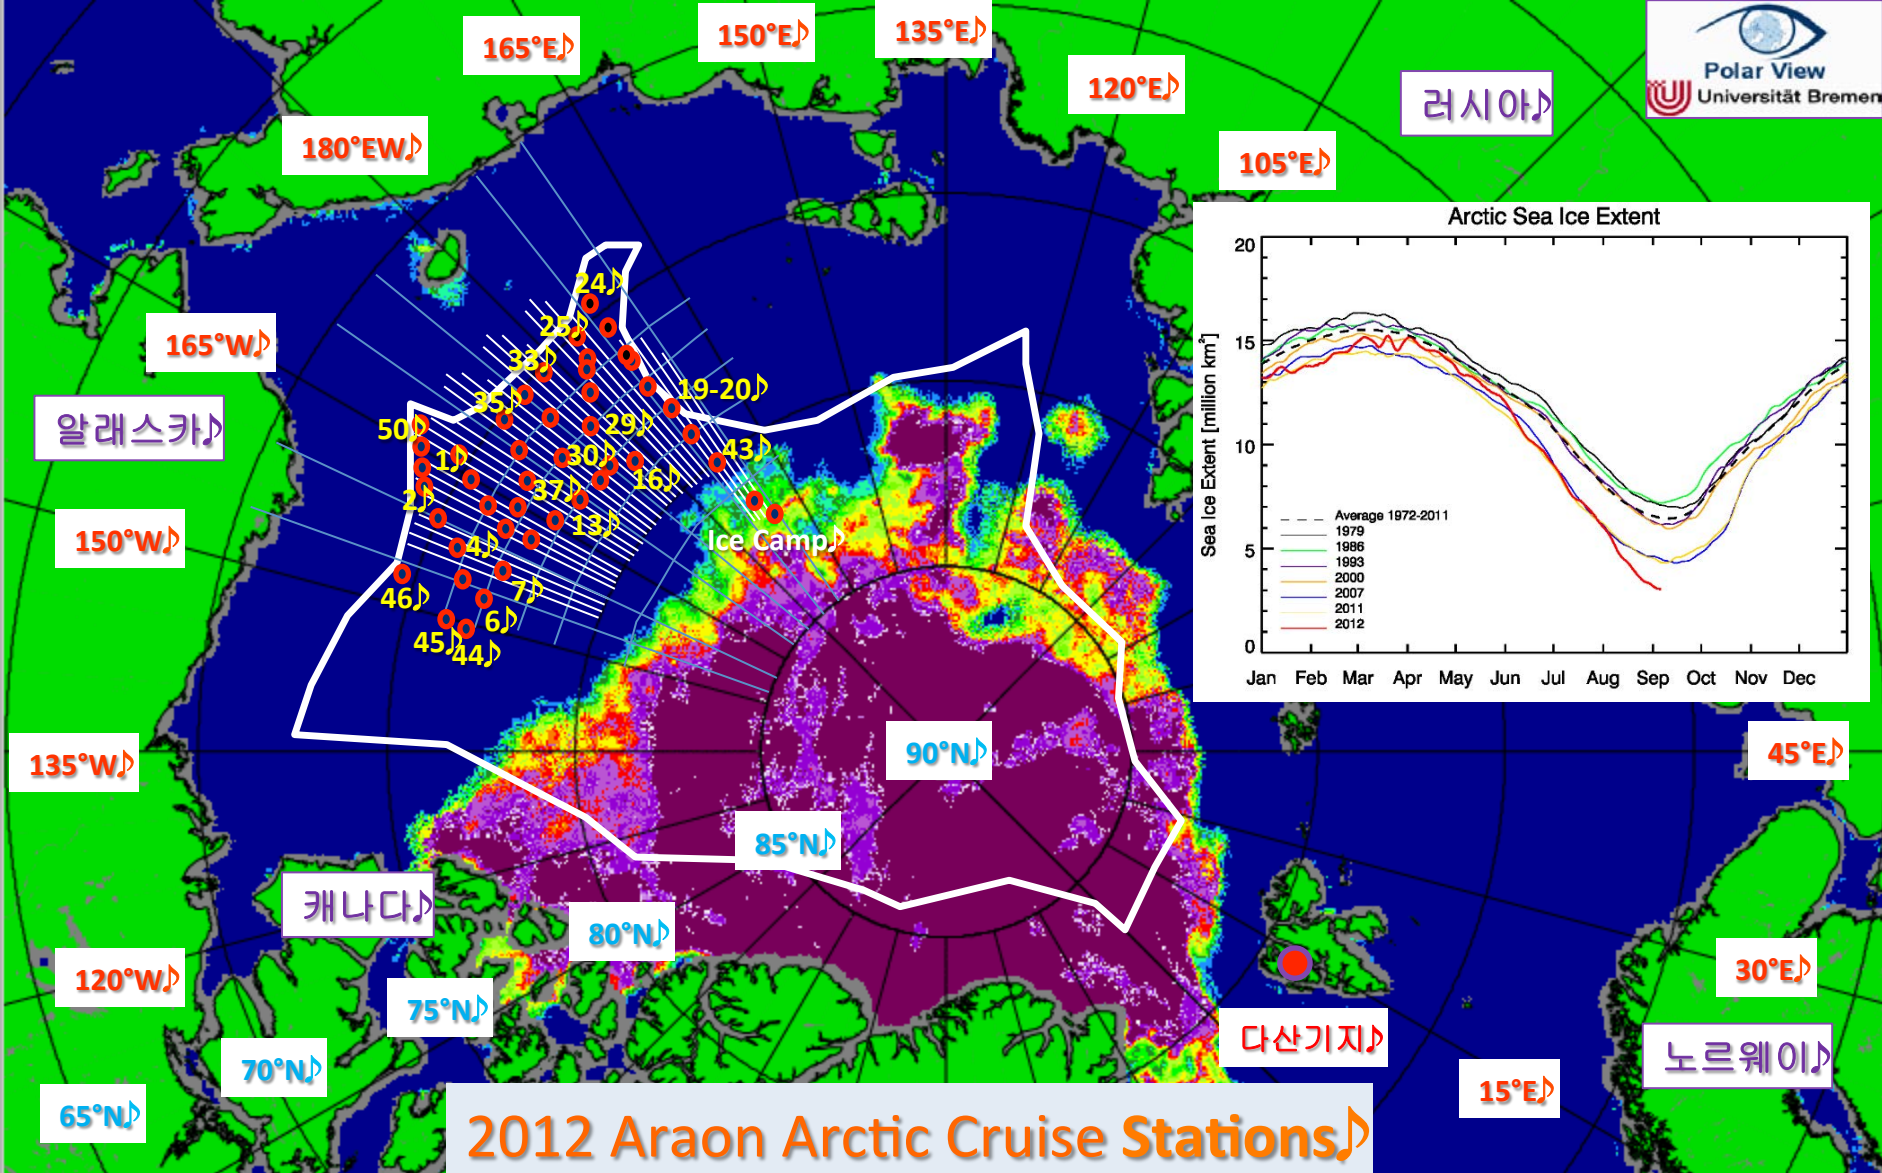 165°E♪
150°E♪
135°E♪
120°E♪
러시아♪
Polar View
Universität Bremen
180°EW♪
105°E♪
165°W♪
알래스카♪
150°W♪
135°W♪
120°W♪
24♪
25♪
33♪
35♪
19-20♪
50♪
29♪
43♪
1♪
30♪
16♪
2♪
37♪
13♪
4♪
Ice Camp♪
46♪
7♪
6♪
45♪
44♪
Arctic Sea Ice Extent
Sea Ice Extent [million km²]
20
15
10
5
0
Average 1972-2011
1979
1986
1993
2000
2007
2011
2012
Jan Feb Mar Apr May Jun Jul Aug Sep Oct Nov Dec
90°N♪
45°E♪
85°N♪
캐나다♪
80°N♪
75°N♪
70°N♪
65°N♪
30°E♪
다산기지♪
노르웨이♪
15°E♪
2012 Araon Arctic Cruise Stations♪